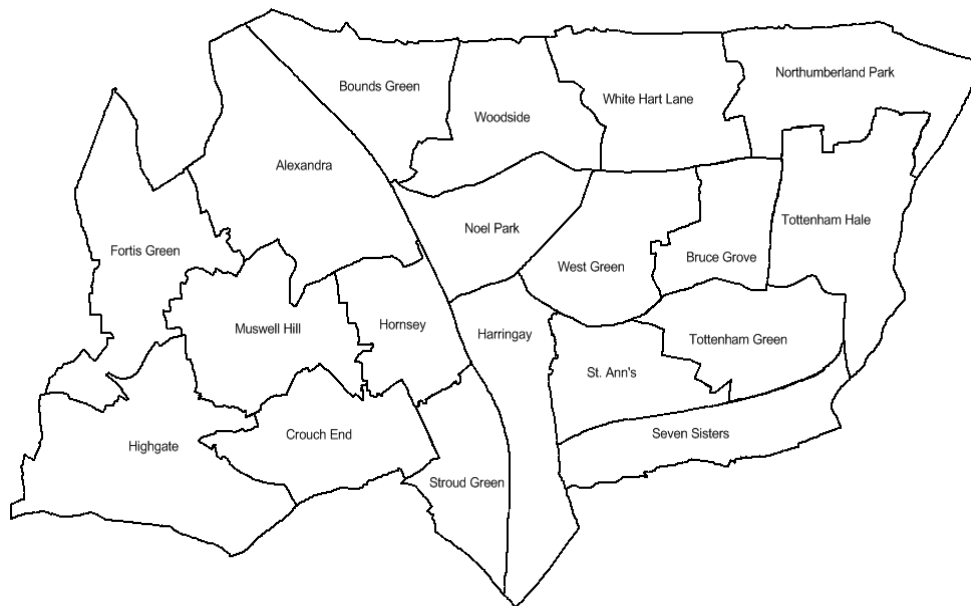 Northumberland Park
Bounds Green
White Hart Lane
Woodside
Alexandra
Tottenham Hale
Noel Park
Fortis Green
Bruce Grove
West Green
Muswell Hill
Hornsey
Harringay
Tottenham Green
St. Ann's
Seven Sisters
Crouch End
Highgate
Stroud Green